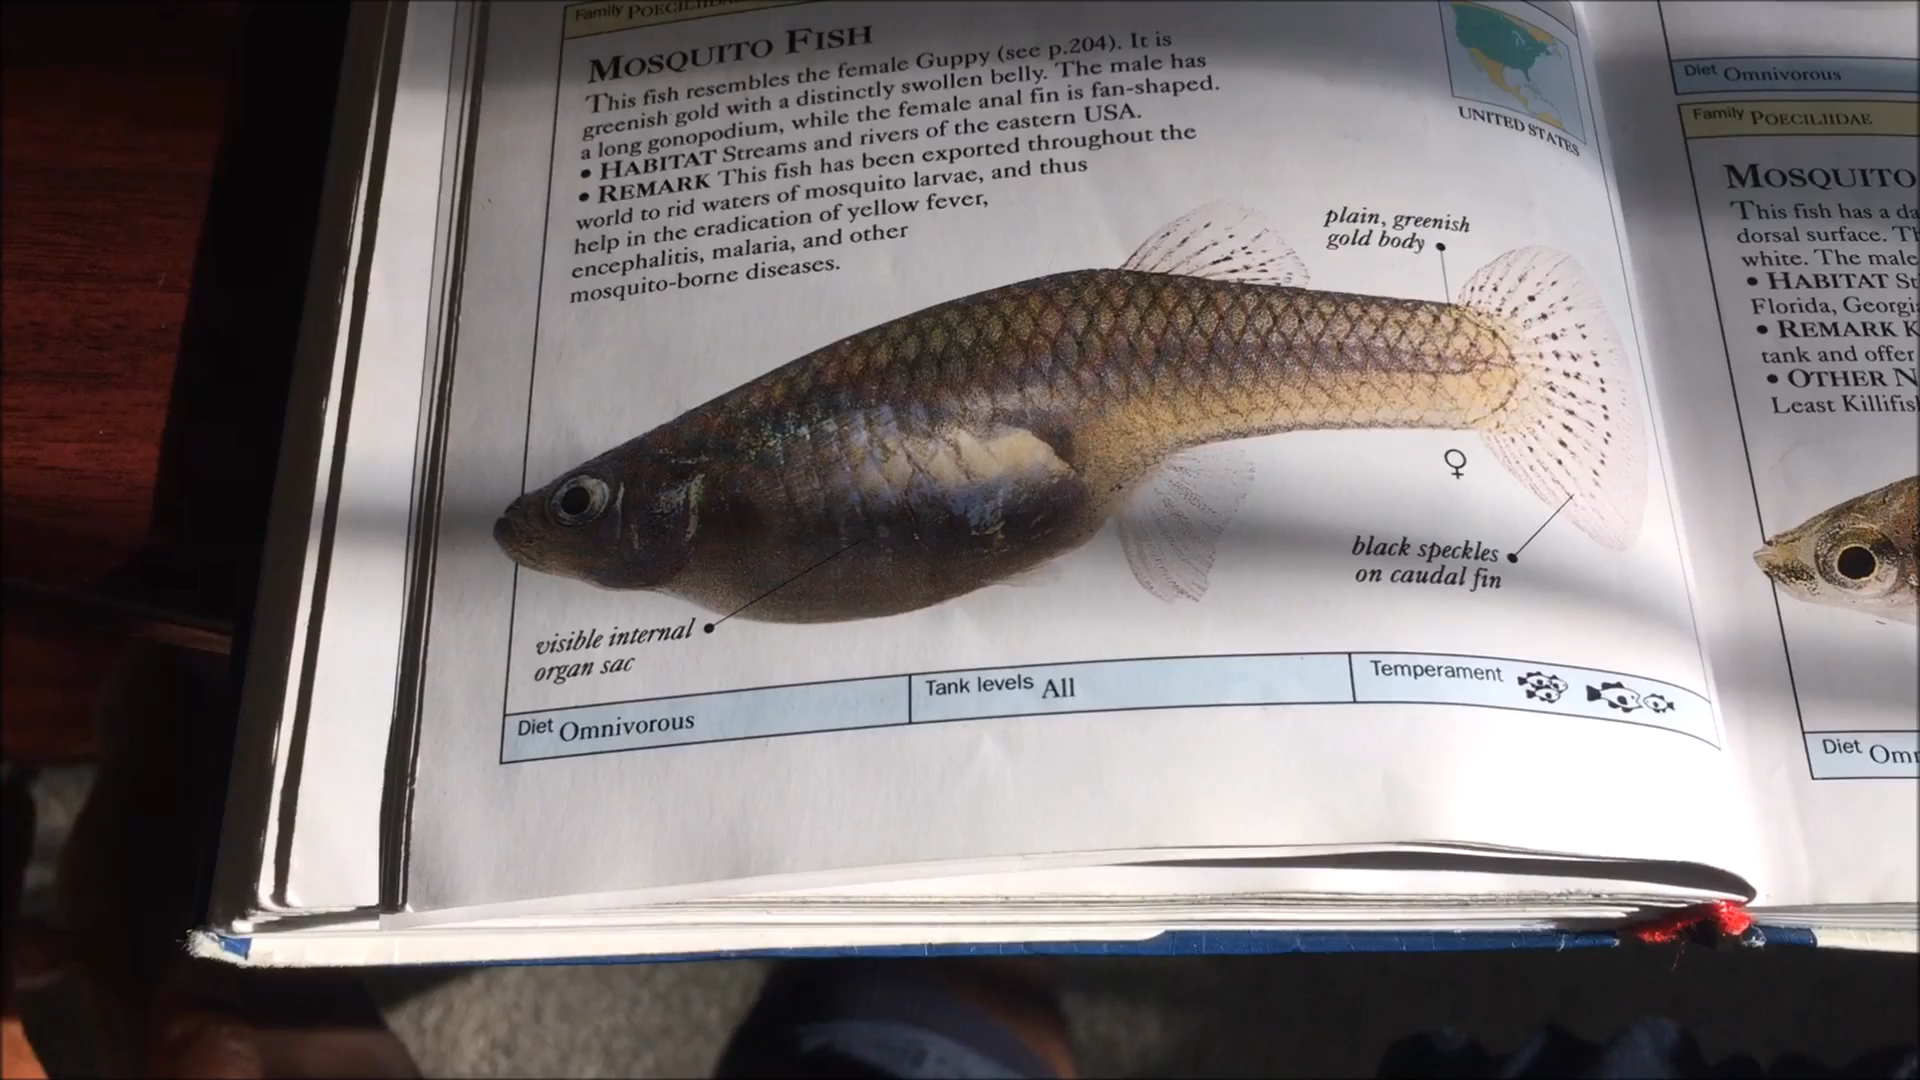 Family POECILIIDAE
MOSQUITO FISH
This fish resembles the female Guppy (see p.204). It is
greenish gold with a distinctly swollen belly. The male has
a long gonopodium, while the female anal fin is fan-shaped.
• HABITAT Streams and rivers of the eastern USA.
• REMARK This fish has been exported throughout the
world to rid waters of mosquito larvae, and thus
help in the eradication of yellow fever,
encephalitis, malaria, and other
mosquito-borne diseases.
UNITED STATES
plain, greenish
gold body
♀
black speckles
on caudal fin
visible internal
organ sac
Diet Omnivorous
Tank levels All
Temperament
Diet Omnivorous
Family POECILIIDAE
MOSQUITO
This fish has a
dorsal surface.
white. The male
• HABITAT
Florida,
• REMARK
tank and offer
• OTHER
Least
Diet